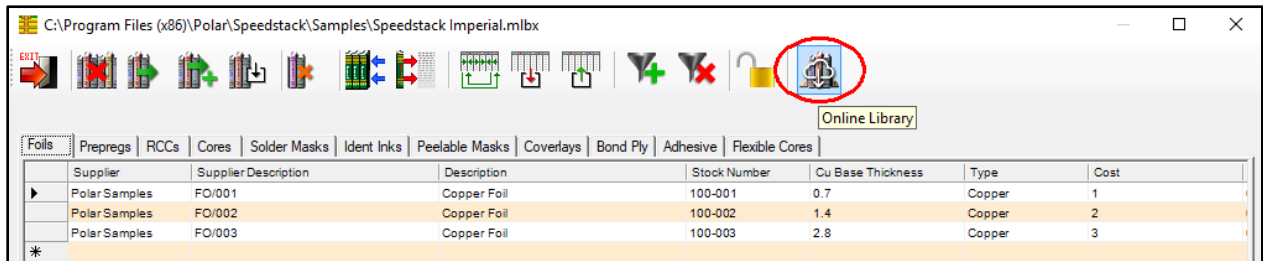 C:\Program Files (x86)\Polar\Speedstack\Samples\Speedstack Imperial.mlbx
EXIT
Online Library
Foils Prepregs RCCs Cores Solder Masks Ident Inks Peelable Masks Coverlays Bond Ply Adhesive Flexible Cores
Supplier Supplier Description Description Stock Number Cu Base Thickness Type Cost
Polar Samples FO/001 Copper Foil 100-001 0.7 Copper 1
Polar Samples FO/002 Copper Foil 100-002 1.4 Copper 2
Polar Samples FO/003 Copper Foil 100-003 2.8 Copper 3